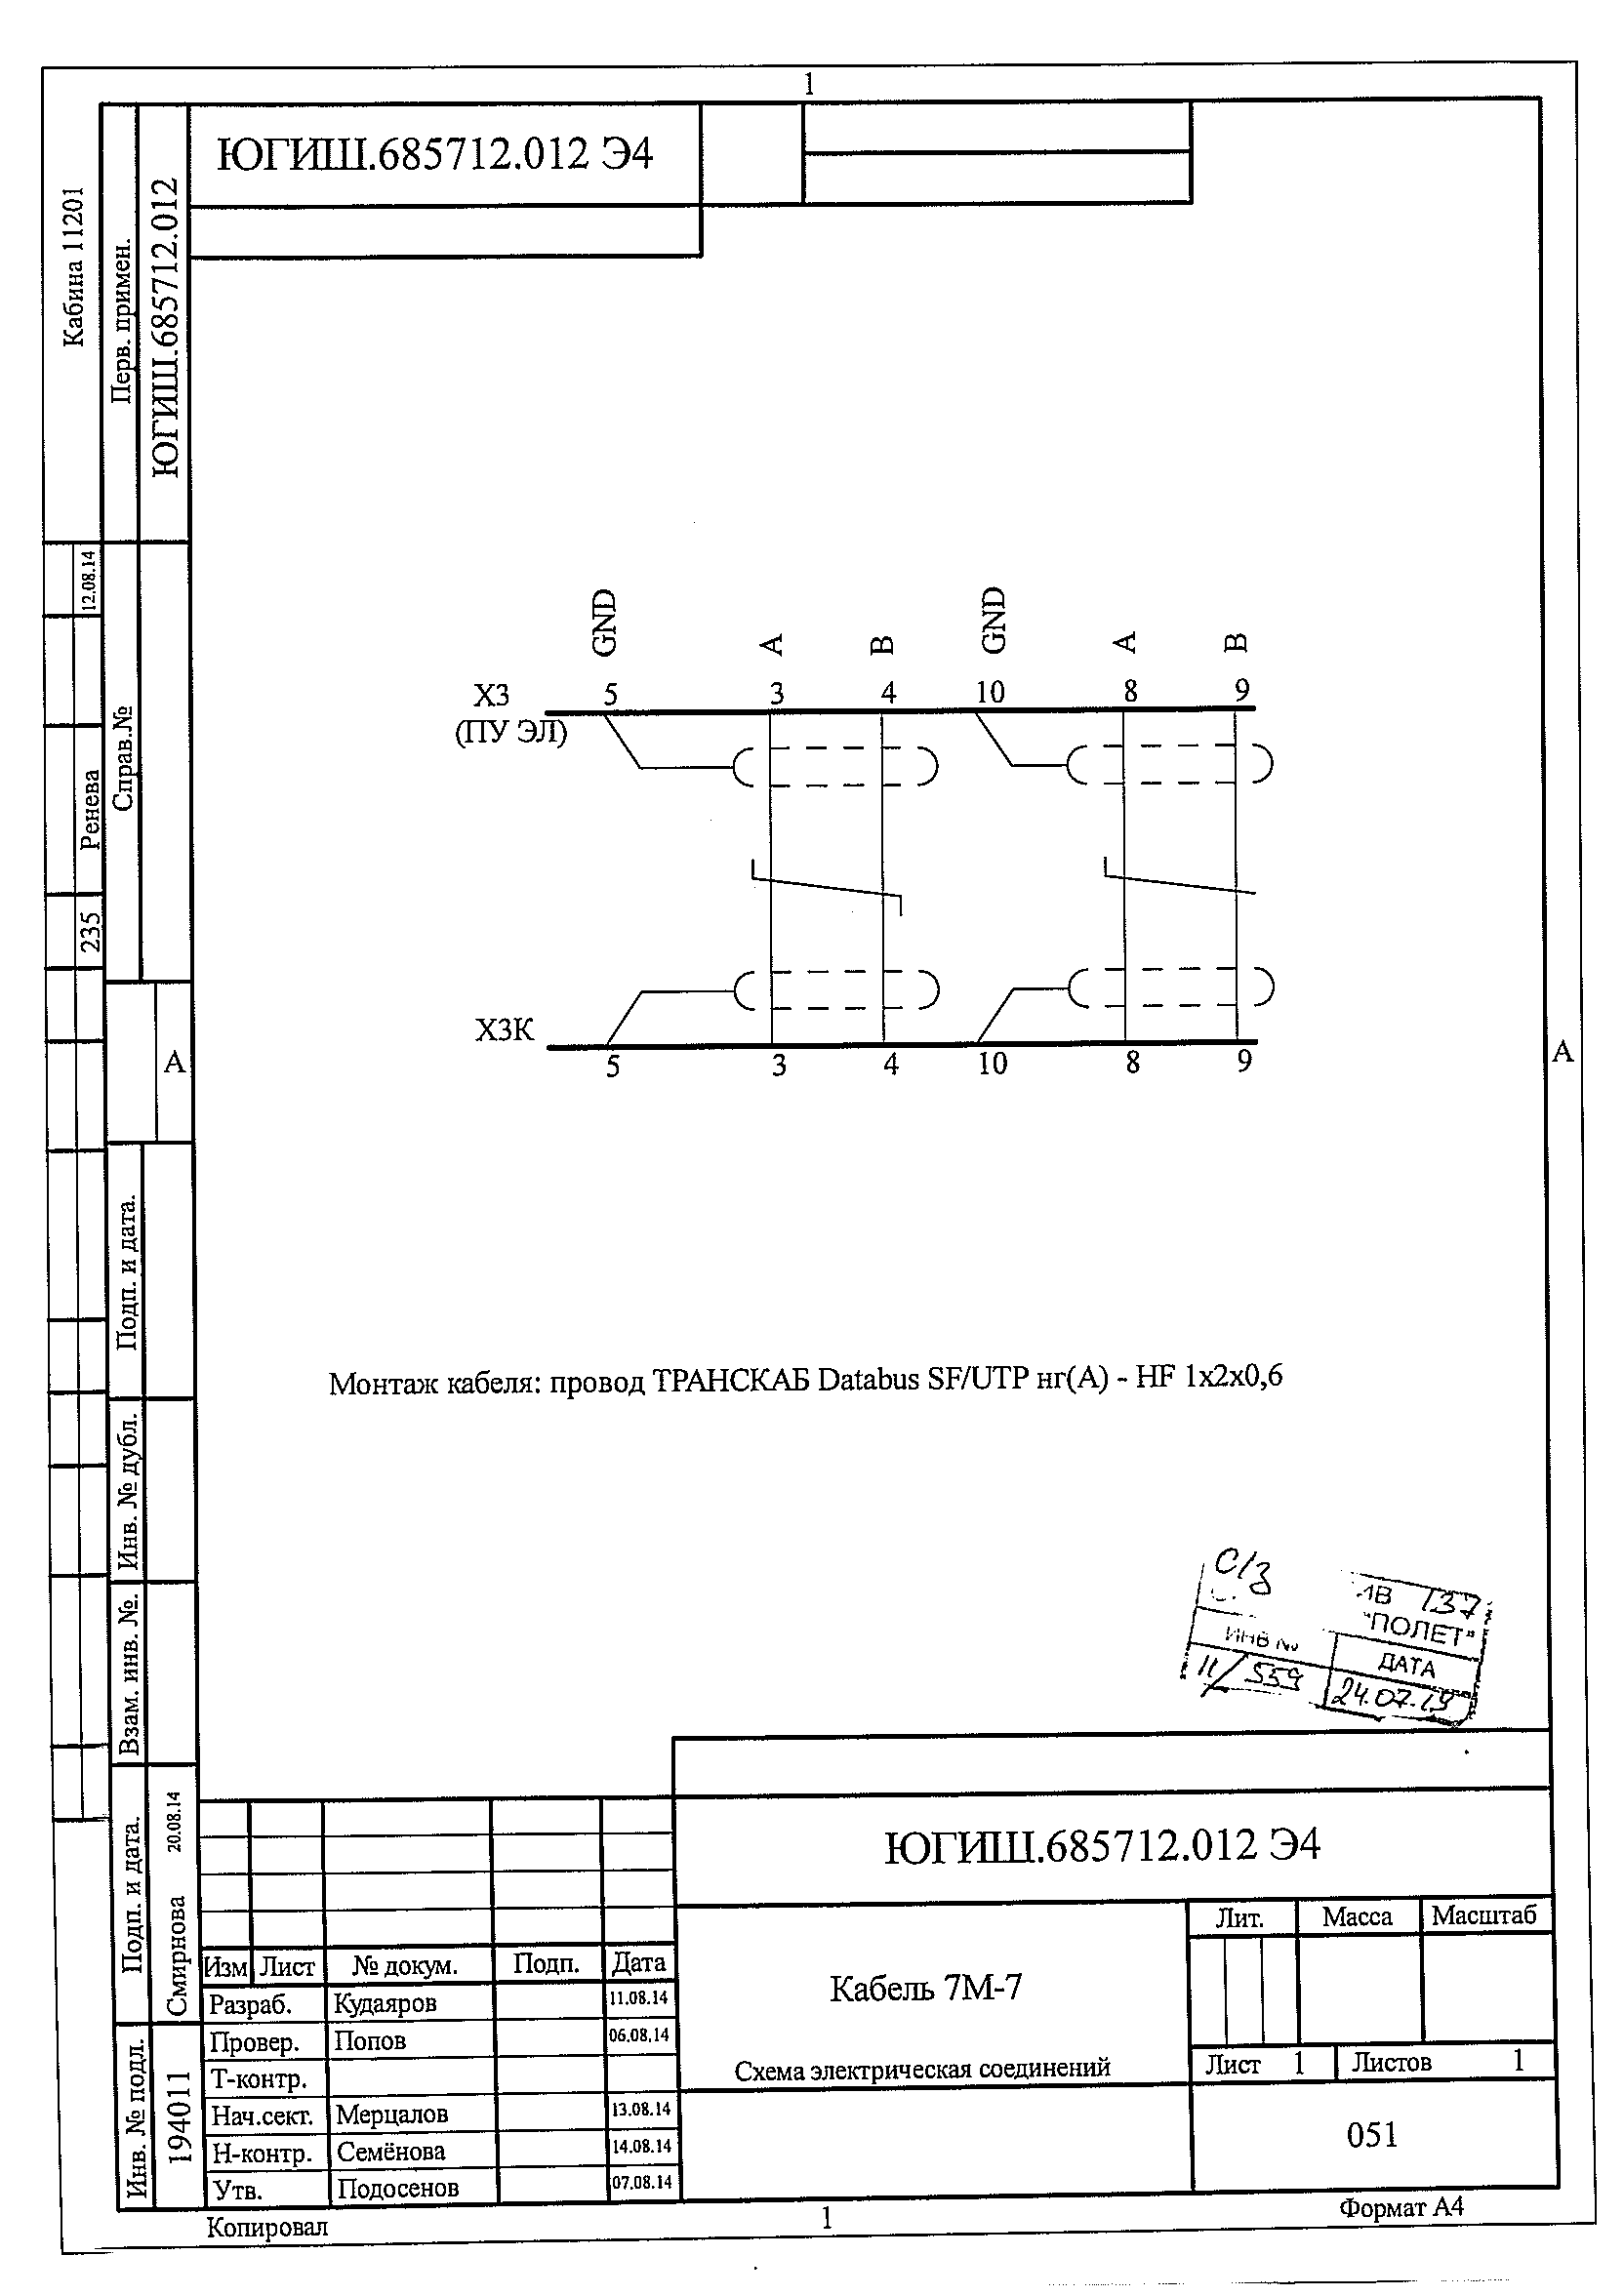 1
ЮГИШ.685712.012 Э4
Кабина 11201
Перв. примен.
ЮГИШ.685712.012
12.08.14
Ренева
235
Справ.№
А
А
GND
А
В
GND
А
В
Х3
(ПУ ЭЛ)
5
3
4
10
8
9
Х3К
5
3
4
10
8
9
Монтаж кабеля: провод ТРАНСКАБ Databus SF/UTP нг(А) - HF 1х2х0,6
Подп. и дата.
Инв. № дубл.
Взам. инв. №.
Подп. и дата.
Смирнова 20.08.14
Инв. № подл.
194011
С/З
137
"ПОЛЕТ"
ИНВ № ДАТА
11/559 24.07.19
ЮГИШ.685712.012 Э4
Лит. Масса Масштаб
Изм Лист № докум. Подп. Дата
Разраб. Кудаяров 11.08.14
Провер. Попов 06.08.14
Т-контр.
Нач.сект. Мерцалов 13.08.14
Н-контр. Семёнова 14.08.14
Утв. Подосенов 07.08.14
Кабель 7М-7
Схема электрическая соединений
Лист 1 Листов 1
051
Копировал
1
Формат А4